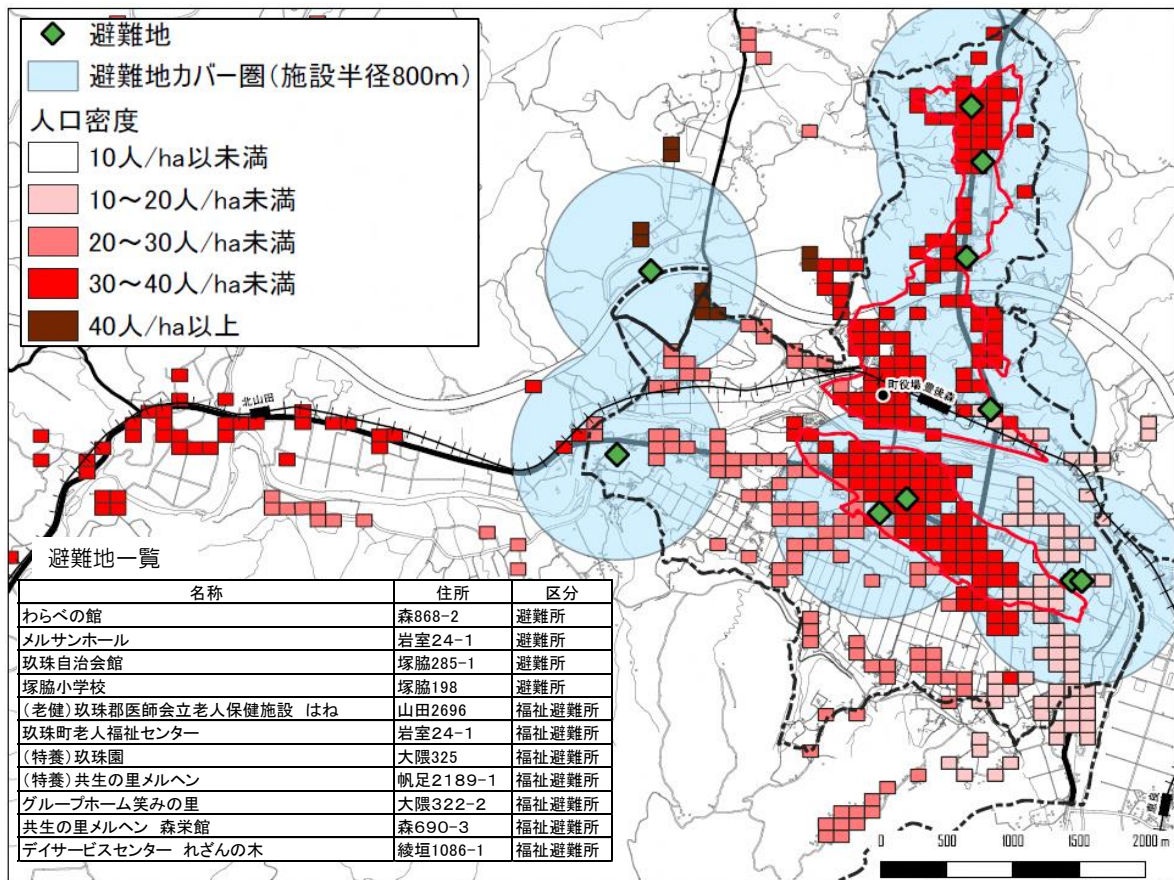 避難地
避難地カバー圏(施設半径800m)
人口密度
10人/ha以未満
10～20人/ha未満
20～30人/ha未満
30～40人/ha未満
40人/ha以上
北山田
町役場
豊後森
避難地一覧
名称 住所 区分
わらべの館 森868-2 避難所
メルサンホール 岩室24-1 避難所
玖珠自治会館 塚脇285-1 避難所
塚脇小学校 塚脇198 避難所
(老健)玖珠郡医師会立老人保健施設 はね 山田2696 福祉避難所
玖珠町老人福祉センター 岩室24-1 福祉避難所
(特養)玖珠園 大隈325 福祉避難所
(特養)共生の里メルヘン 帆足2189-1 福祉避難所
グループホーム笑みの里 大隈322-2 福祉避難所
共生の里メルヘン 森栄館 森690-3 福祉避難所
デイサービスセンター れざんの木 綾垣1086-1 福祉避難所
0 500 1000 1500 2000 m